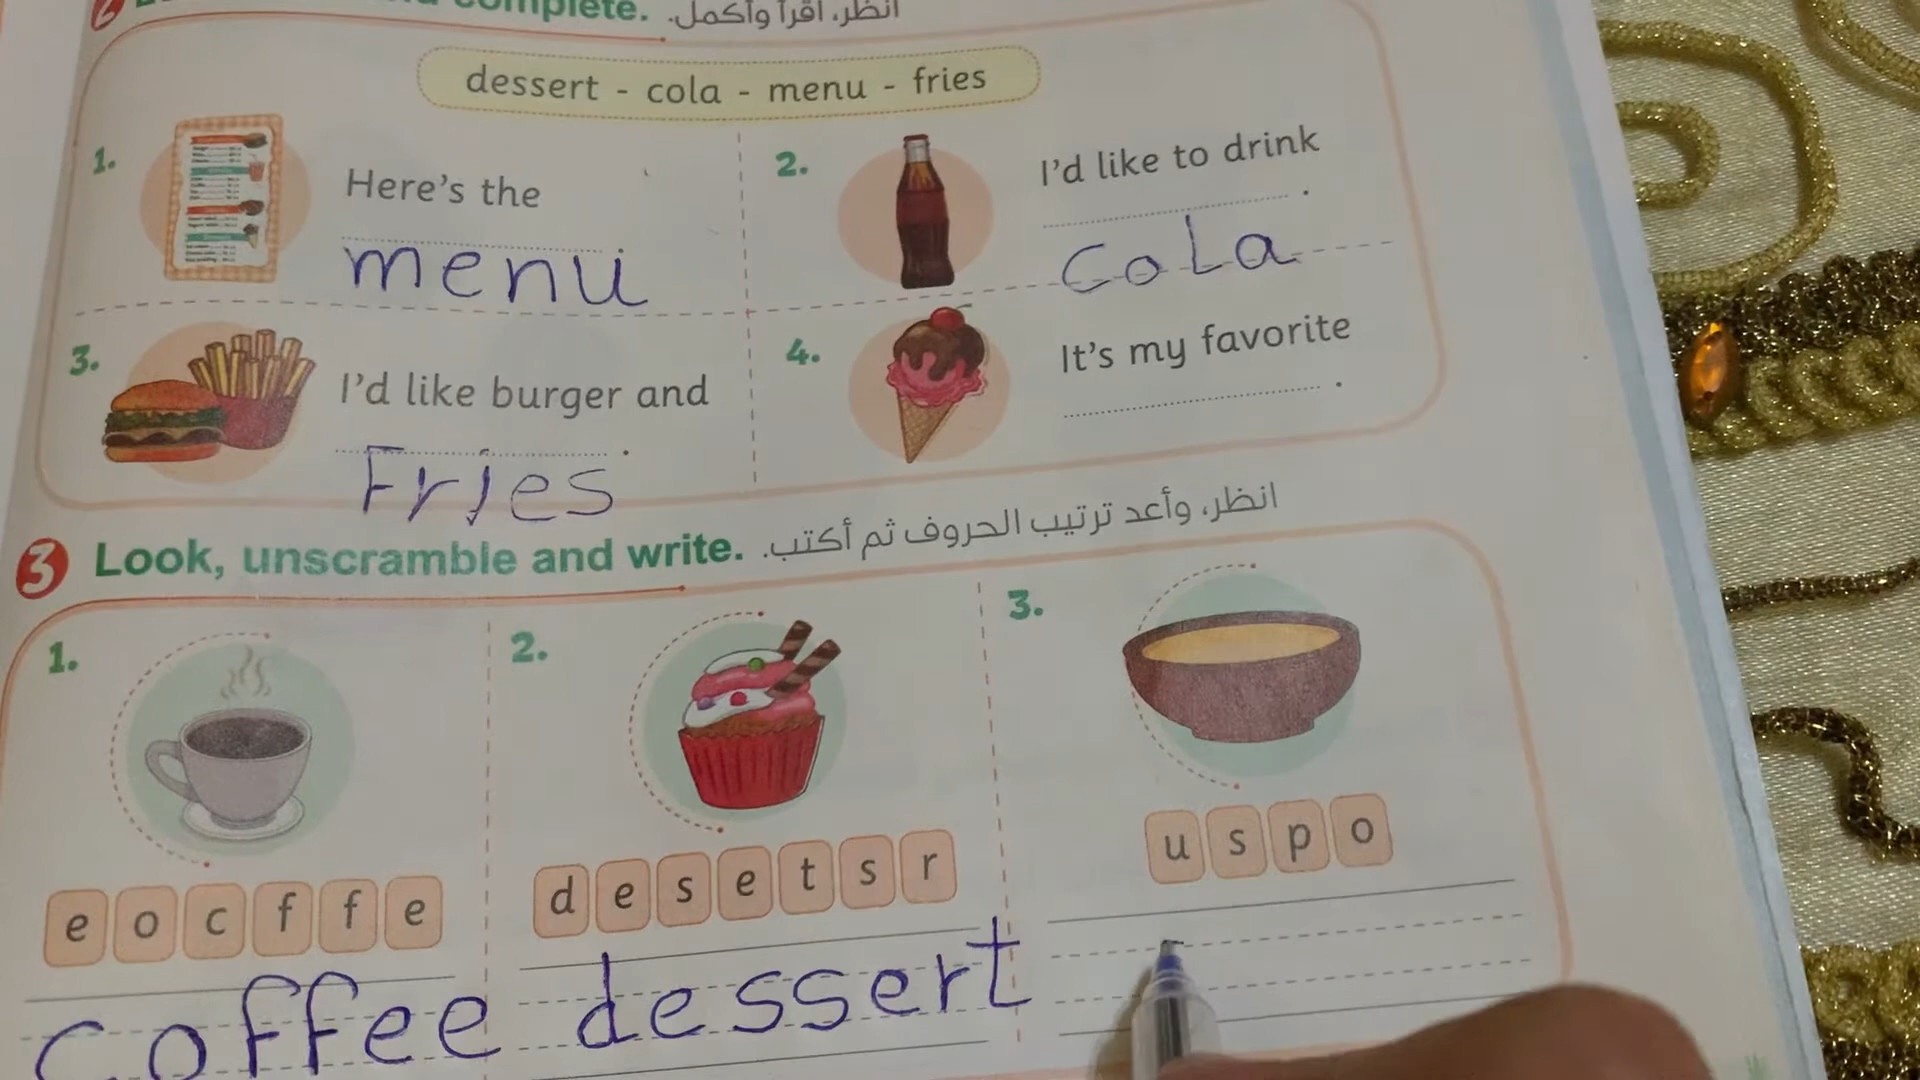 complete. انظر، اقرأ وأكمل.
dessert - cola - menu - fries
1. Here's the
menu
2. I'd like to drink
cola
3. I'd like burger and
Fries
4. It's my favorite
3 Look, unscramble and write. انظر، وأعد ترتيب الحروف ثم أكتب.
1.
e o c f f e
coffee
2.
d e s e t s r
dessert
3.
u s p o